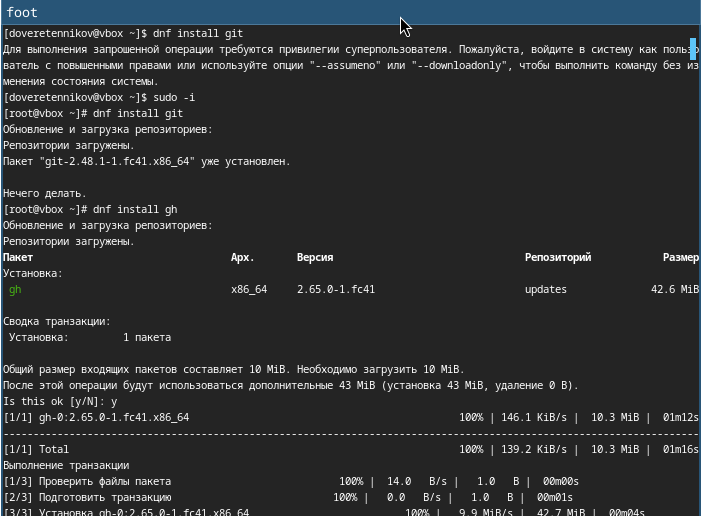 foot
[doveretennikov@vbox ~]$ dnf install git
Для выполнения запрошенной операции требуются привилегии суперпользователя. Пожалуйста, войдите в систему как пользо
ватель с повышенными правами или используйте опции "--assumeno" или "--downloadonly", чтобы выполнить команду без из
менения состояния системы.
[doveretennikov@vbox ~]$ sudo -i
[root@vbox ~]# dnf install git
Обновление и загрузка репозиториев:
Репозитории загружены.
Пакет "git-2.48.1-1.fc41.x86_64" уже установлен.
Нечего делать.
[root@vbox ~]# dnf install gh
Обновление и загрузка репозиториев:
Репозитории загружены.
Пакет Арх. Версия Репозиторий Размер
Установка:
gh x86_64 2.65.0-1.fc41 updates 42.6 MiB
Сводка транзакции:
Установка: 1 пакета
Общий размер входящих пакетов составляет 10 MiB. Необходимо загрузить 10 MiB.
После этой операции будут использоваться дополнительные 43 MiB (установка 43 MiB, удаление 0 B).
Is this ok [y/N]: y
[1/1] gh-0:2.65.0-1.fc41.x86_64 100% | 146.1 KiB/s | 10.3 MiB | 01m12s
--------------------------------------------------------------------------------------------------------------------
[1/1] Total 100% | 139.2 KiB/s | 10.3 MiB | 01m16s
Выполнение транзакции
[1/3] Проверить файлы пакета 100% | 14.0 B/s | 1.0 B | 00m00s
[2/3] Подготовить транзакцию 100% | 0.0 B/s | 1.0 B | 00m01s
[3/3] Установка gh-0:2.65.0-1.fc41.x86_64 100% | 9.9 MiB/s | 42.7 MiB | 00m04s